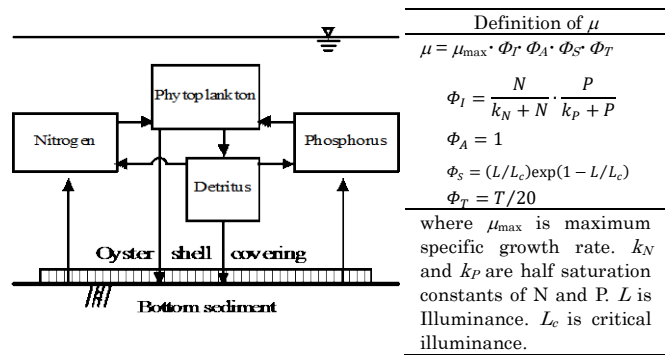 Phytoplankton
Nitrogen
Phosphorus
Detritus
Oyster shell covering
Bottom sediment
Definition of μ
μ = μmax· ΦI· ΦA· ΦS· ΦT
ΦI = N/(kN + N) · P/(kP + P)
ΦA = 1
ΦS = (L/Lc)exp(1 − L/Lc)
ΦT = T/20
where μmax is maximum
specific growth rate. kN
and kP are half saturation
constants of N and P. L is
Illuminance. Lc is critical
illuminance.